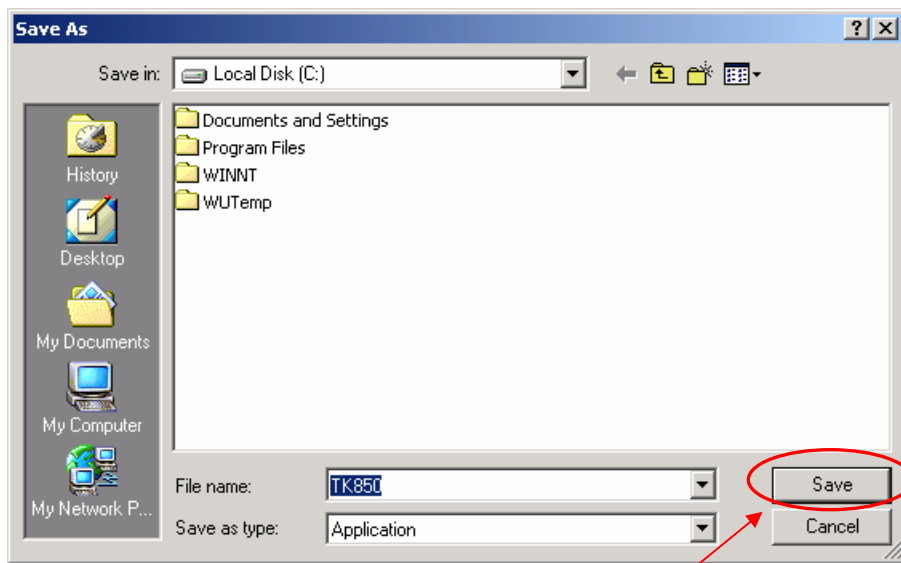 Save As
Save in: Local Disk (C:)
History
Desktop
My Documents
My Computer
My Network P...
Documents and Settings
Program Files
WINNT
WUTemp
File name: TK850 Save
Save as type: Application Cancel